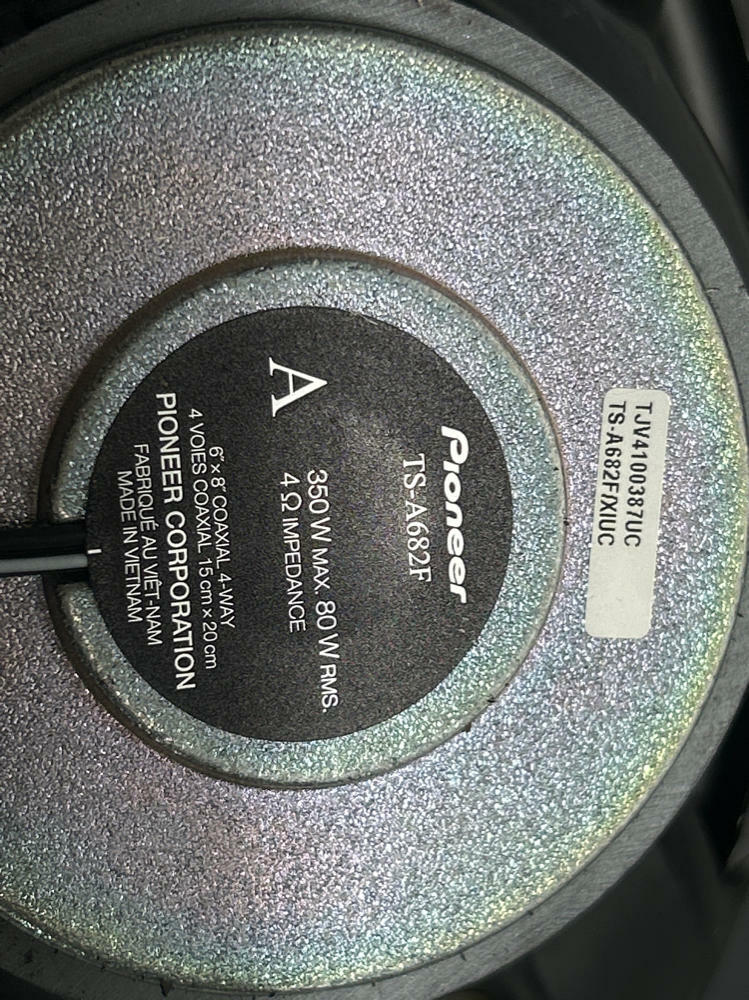 TJV4100387UC
TS-A682F/XIUC
Pioneer
TS-A682F
350 W MAX. 80 W RMS.
4 Ω IMPEDANCE
A
6″ x 8″ COAXIAL 4-WAY
4 VOIES COAXIAL 15 cm x 20 cm
PIONEER CORPORATION
FABRIQUÉ AU VIÊT-NAM
MADE IN VIETNAM